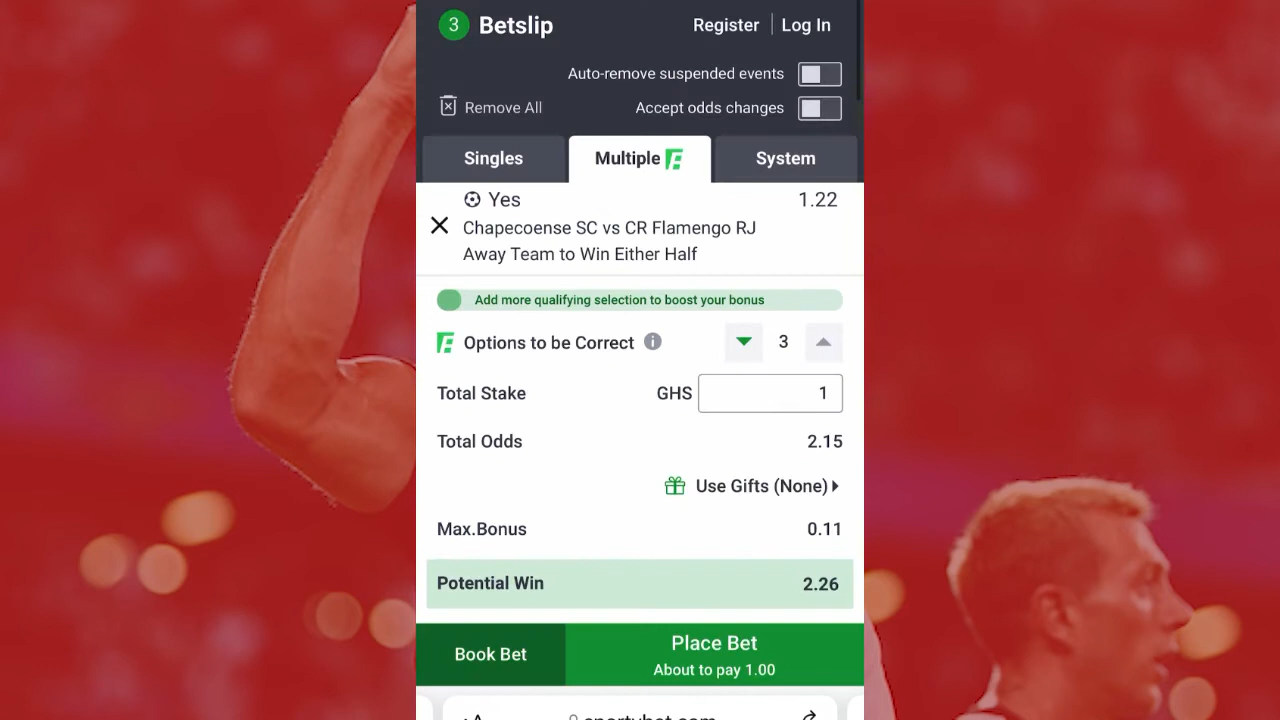 3 Betslip Register Log In
Auto-remove suspended events
Remove All Accept odds changes
Singles Multiple System
Yes 1.22
Chapecoense SC vs CR Flamengo RJ
Away Team to Win Either Half
Add more qualifying selection to boost your bonus
Options to be Correct 3
Total Stake GHS 1
Total Odds 2.15
Use Gifts (None)
Max.Bonus 0.11
Potential Win 2.26
Book Bet Place Bet
About to pay 1.00
sportybet.com